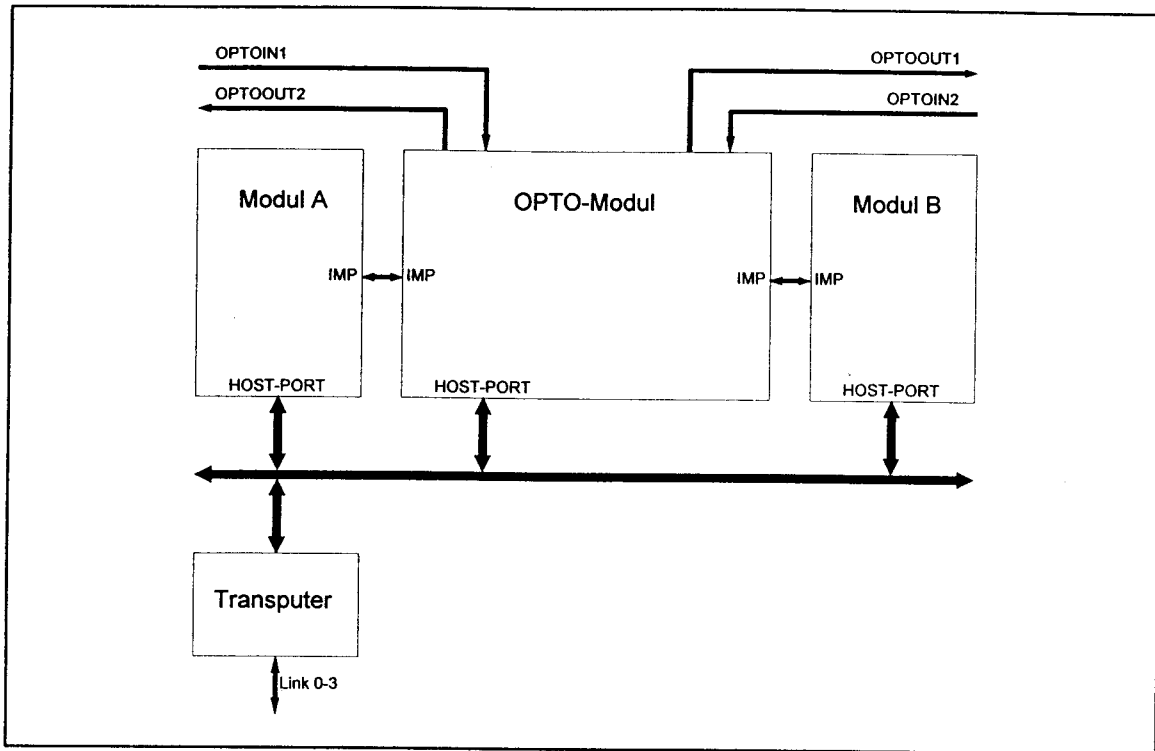 OPTOIN1
OPTOOUT1
OPTOOUT2
OPTOIN2
Modul A
OPTO-Modul
Modul B
IMP
IMP
IMP
IMP
HOST-PORT
HOST-PORT
HOST-PORT
Transputer
Link 0-3